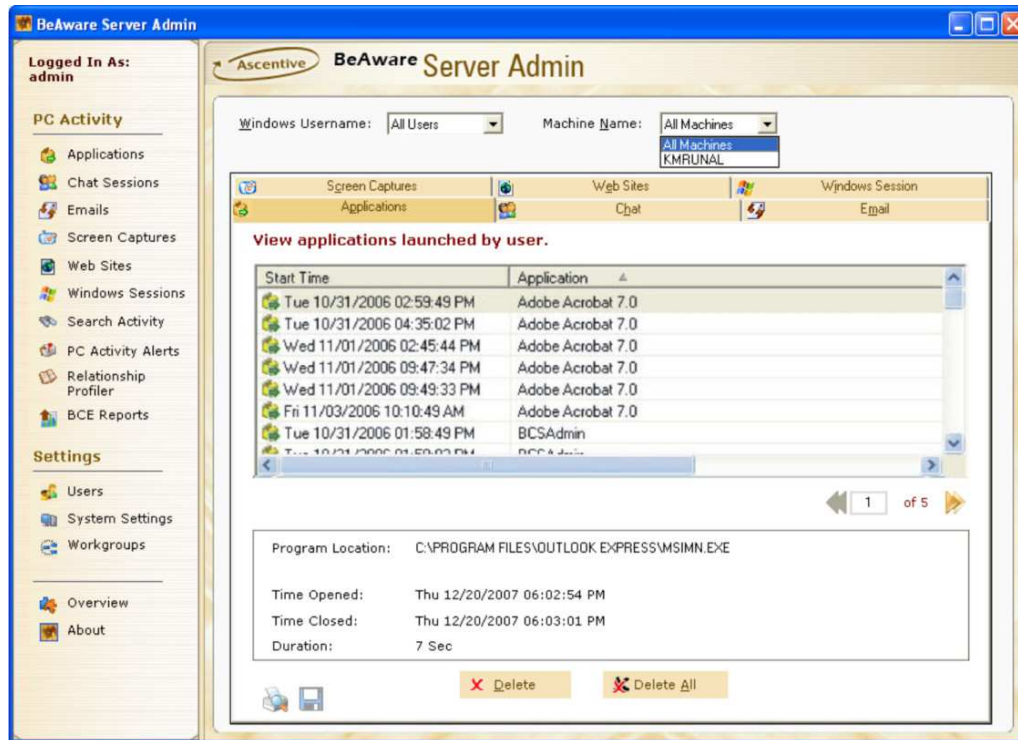 BeAware Server Admin
Logged In As:
admin
PC Activity
Applications
Chat Sessions
Emails
Screen Captures
Web Sites
Windows Sessions
Search Activity
PC Activity Alerts
Relationship
Profiler
BCE Reports
Settings
Users
System Settings
Workgroups
Overview
About
Ascentive BeAware Server Admin
Windows Username: All Users Machine Name: All Machines
All Machines
KMRUNAL
Screen Captures Web Sites Windows Session
Applications Chat Email
View applications launched by user.
Start Time Application
Tue 10/31/2006 02:59:49 PM Adobe Acrobat 7.0
Tue 10/31/2006 04:35:02 PM Adobe Acrobat 7.0
Wed 11/01/2006 02:45:44 PM Adobe Acrobat 7.0
Wed 11/01/2006 09:47:34 PM Adobe Acrobat 7.0
Wed 11/01/2006 09:49:33 PM Adobe Acrobat 7.0
Fri 11/03/2006 10:10:49 AM Adobe Acrobat 7.0
Tue 10/31/2006 01:58:49 PM BCSAdmin
1 of 5
Program Location: C:\PROGRAM FILES\OUTLOOK EXPRESS\MSIMN.EXE
Time Opened: Thu 12/20/2007 06:02:54 PM
Time Closed: Thu 12/20/2007 06:03:01 PM
Duration: 7 Sec
Delete Delete All